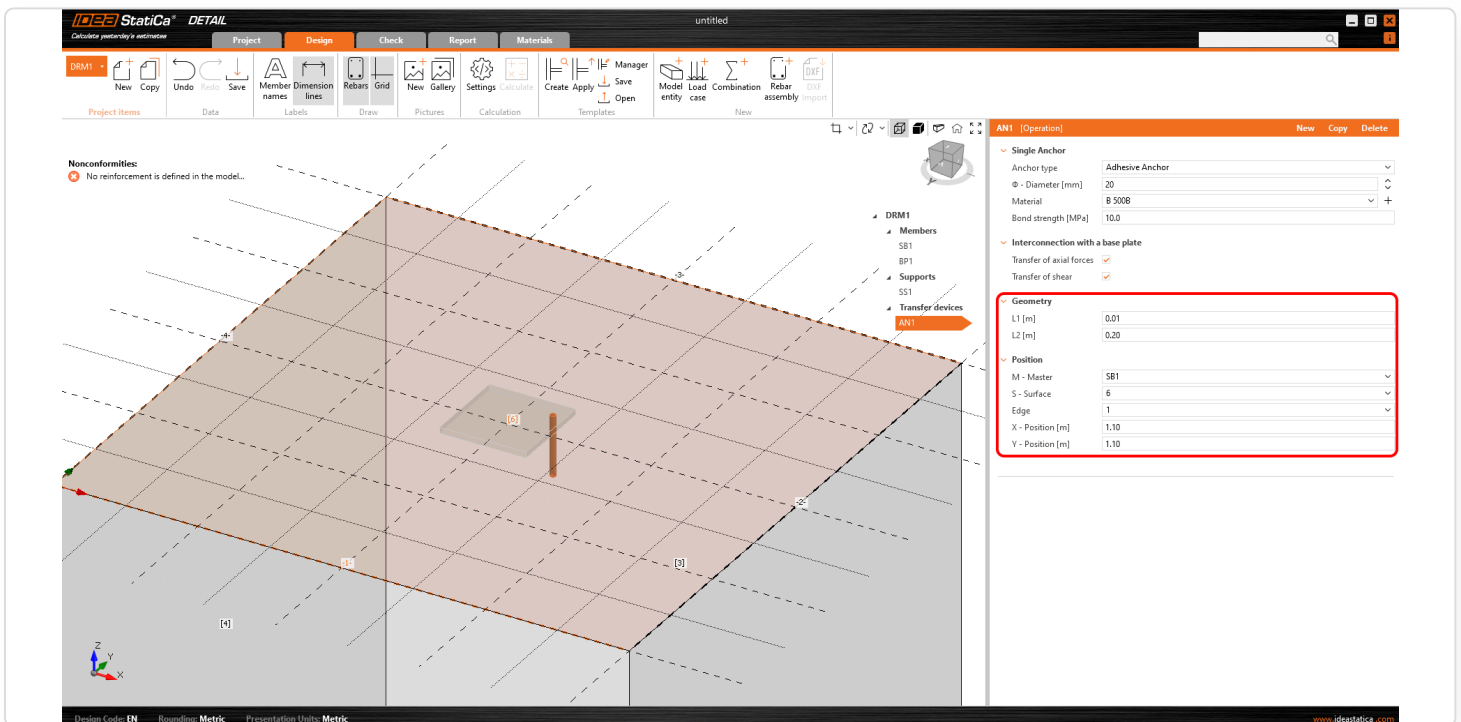 IDEA StatiCa® DETAIL
untitled
Calculate yesterday's estimates
Project Design Check Report Materials
DRM1
New Copy Undo Redo Save Member names Dimension lines Rebars Grid New Gallery Settings Calculate Create Apply Manager Save Open Model entity Load case Combination Rebar assembly DXF Import
Project items Data Labels Draw Pictures Calculation Templates New
Nonconformities:
No reinforcement is defined in the model...
DRM1
Members
SB1
BP1
Supports
SS1
Transfer devices
AN1
-3-
-4-
[6]
-2-
-1-
[3]
[4]
Z
Y
X
AN1 [Operation] New Copy Delete
Single Anchor
Anchor type Adhesive Anchor
Φ - Diameter [mm] 20
Material B 500B
Bond strength [MPa] 10.0
Interconnection with a base plate
Transfer of axial forces
Transfer of shear
Geometry
L1 [m] 0.01
L2 [m] 0.20
Position
M - Master SB1
S - Surface 6
Edge 1
X - Position [m] 1.10
Y - Position [m] 1.10
Design Code: EN Rounding: Metric Presentation Units: Metric
www.ideastatica.com